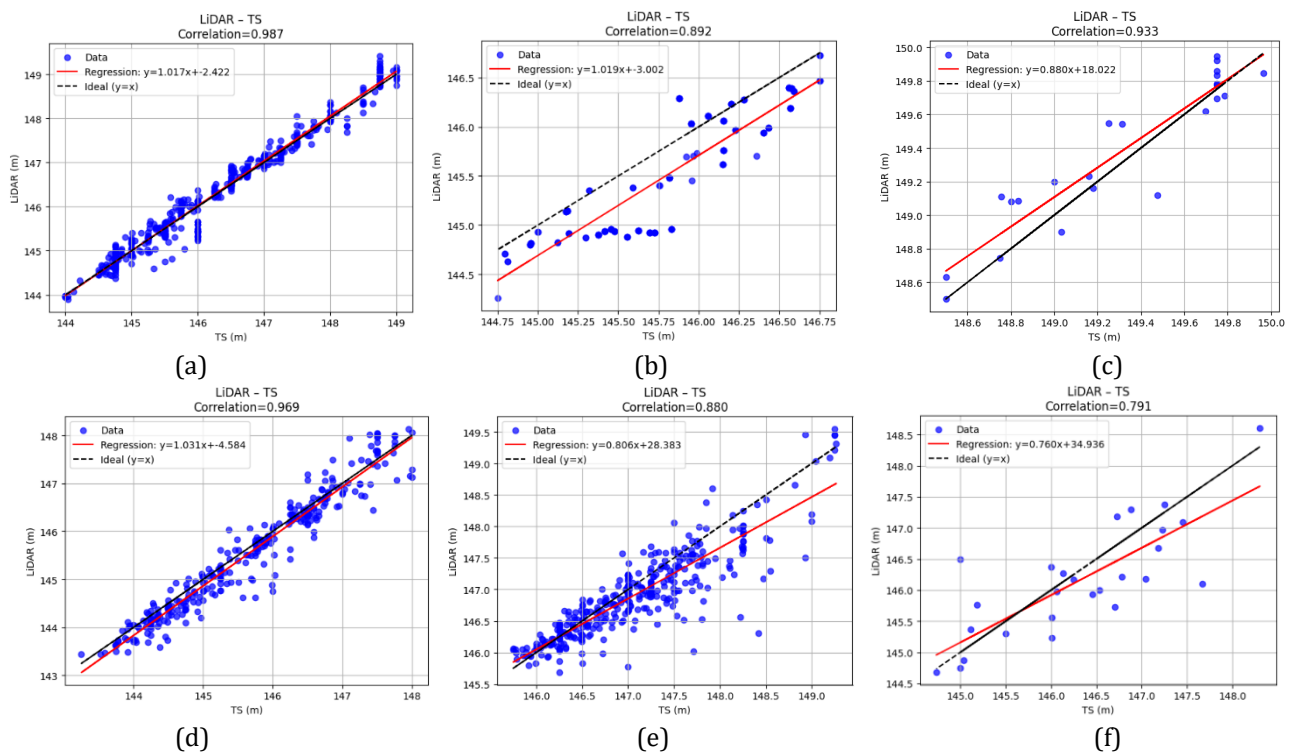 LiDAR – TS
Correlation=0.987
Data
Regression: y=1.017x+-2.422
Ideal (y=x)
149
148
147
146
145
144
LiDAR (m)
144 145 146 147 148 149
TS (m)
(a)
LiDAR – TS
Correlation=0.892
Data
Regression: y=1.019x+-3.002
Ideal (y=x)
146.5
146.0
145.5
145.0
144.5
LiDAR (m)
144.75 145.00 145.25 145.50 145.75 146.00 146.25 146.50 146.75
TS (m)
(b)
LiDAR – TS
Correlation=0.933
Data
Regression: y=0.880x+18.022
Ideal (y=x)
150.0
149.8
149.6
149.4
149.2
149.0
148.8
148.6
LiDAR (m)
148.6 148.8 149.0 149.2 149.4 149.6 149.8 150.0
TS (m)
(c)
LiDAR – TS
Correlation=0.969
Data
Regression: y=1.031x+-4.584
Ideal (y=x)
148
147
146
145
144
143
LiDAR (m)
144 145 146 147 148
TS (m)
(d)
LiDAR – TS
Correlation=0.880
Data
Regression: y=0.806x+28.383
Ideal (y=x)
149.5
149.0
148.5
148.0
147.5
147.0
146.5
146.0
145.5
LiDAR (m)
146.0 146.5 147.0 147.5 148.0 148.5 149.0
TS (m)
(e)
LiDAR – TS
Correlation=0.791
Data
Regression: y=0.760x+34.936
Ideal (y=x)
148.5
148.0
147.5
147.0
146.5
146.0
145.5
145.0
144.5
LiDAR (m)
145.0 145.5 146.0 146.5 147.0 147.5 148.0
TS (m)
(f)